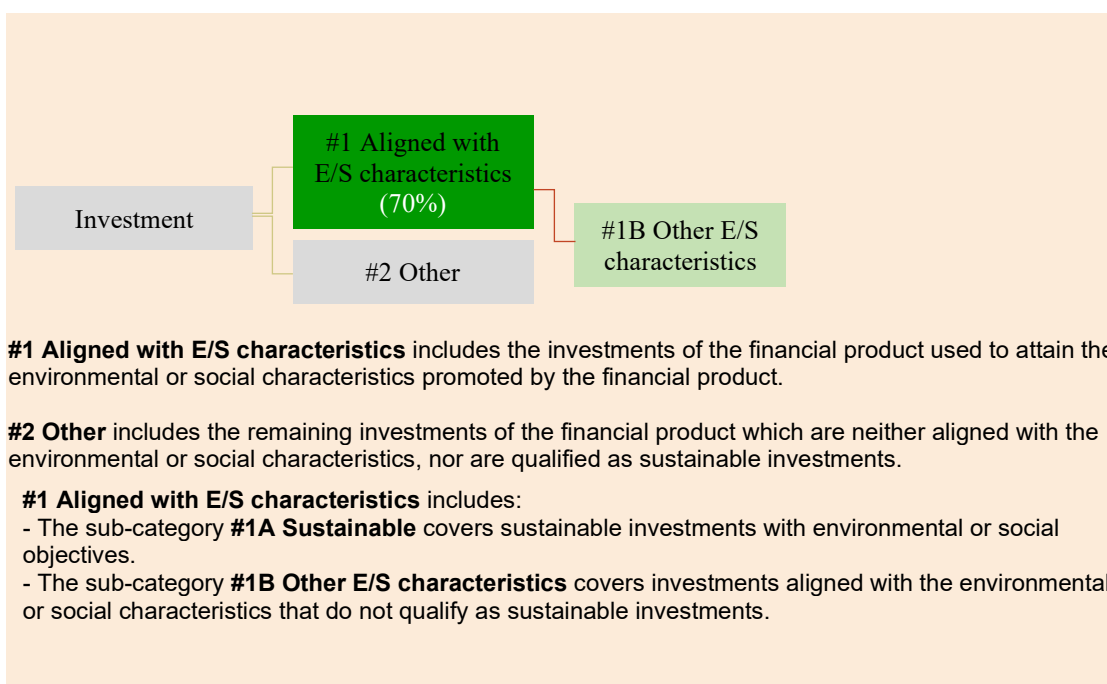 #1 Aligned with
E/S characteristics
(70%)
Investment
#1B Other E/S
characteristics
#2 Other
#1 Aligned with E/S characteristics includes the investments of the financial product used to attain the
environmental or social characteristics promoted by the financial product.
#2 Other includes the remaining investments of the financial product which are neither aligned with the
environmental or social characteristics, nor are qualified as sustainable investments.
#1 Aligned with E/S characteristics includes:
- The sub-category #1A Sustainable covers sustainable investments with environmental or social
objectives.
- The sub-category #1B Other E/S characteristics covers investments aligned with the environmental
or social characteristics that do not qualify as sustainable investments.